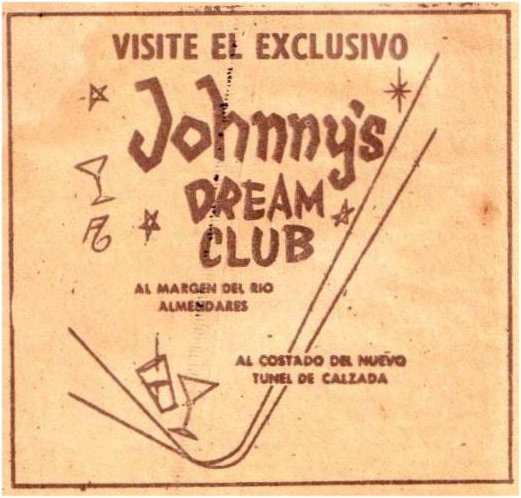 VISITE EL EXCLUSIVO
Johnny's
DREAM
CLUB
AL MARGEN DEL RIO
ALMENDARES
AL COSTADO DEL NUEVO
TUNEL DE CALZADA